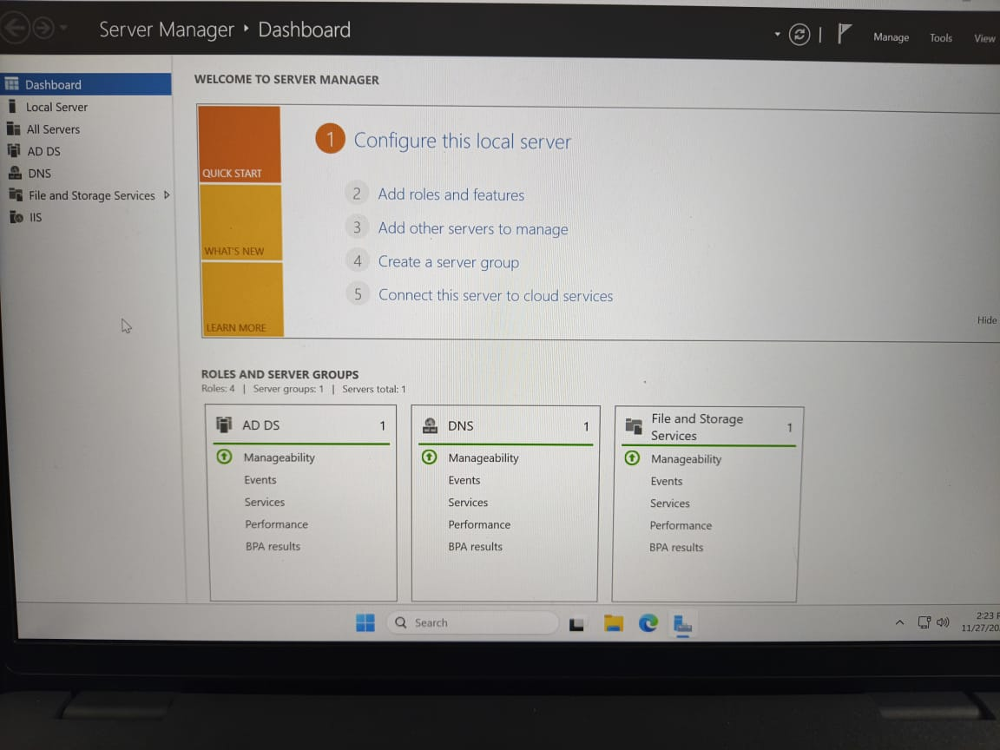 Server Manager ‣ Dashboard
Manage Tools View
Dashboard
Local Server
All Servers
AD DS
DNS
File and Storage Services
IIS
WELCOME TO SERVER MANAGER
QUICK START
WHAT'S NEW
LEARN MORE
1 Configure this local server
2 Add roles and features
3 Add other servers to manage
4 Create a server group
5 Connect this server to cloud services
Hide
ROLES AND SERVER GROUPS
Roles: 4 | Server groups: 1 | Servers total: 1
AD DS 1
Manageability
Events
Services
Performance
BPA results
DNS 1
Manageability
Events
Services
Performance
BPA results
File and Storage Services 1
Manageability
Events
Services
Performance
BPA results
Search
2:23
11/27/20